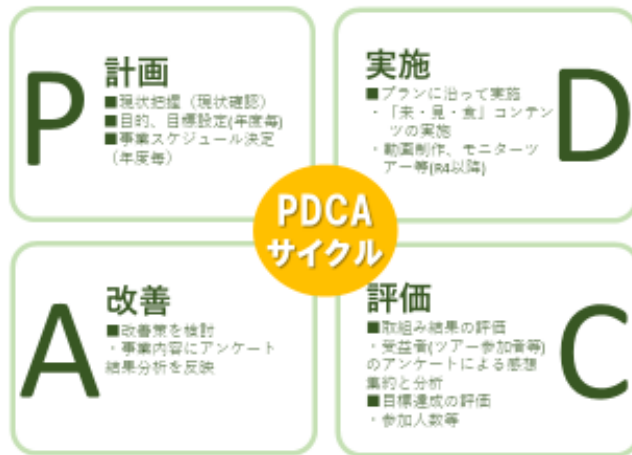 P
計画
■現状把握（現状確認）
■目的、目標設定(年度毎)
■事業スケジュール決定
（年度毎）
実施
■プランに沿って実施
・「来・見・食」コンテン
ツの実施
・動画制作、モニターツ
アー等(R4以降)
D
PDCA
サイクル
A
改善
■改善策を検討
・事業内容にアンケート
結果分析を反映
評価
■取組み結果の評価
・受益者(ツアー参加者等)
のアンケートによる感想
集約と分析
■目標達成の評価
・参加人数等
C